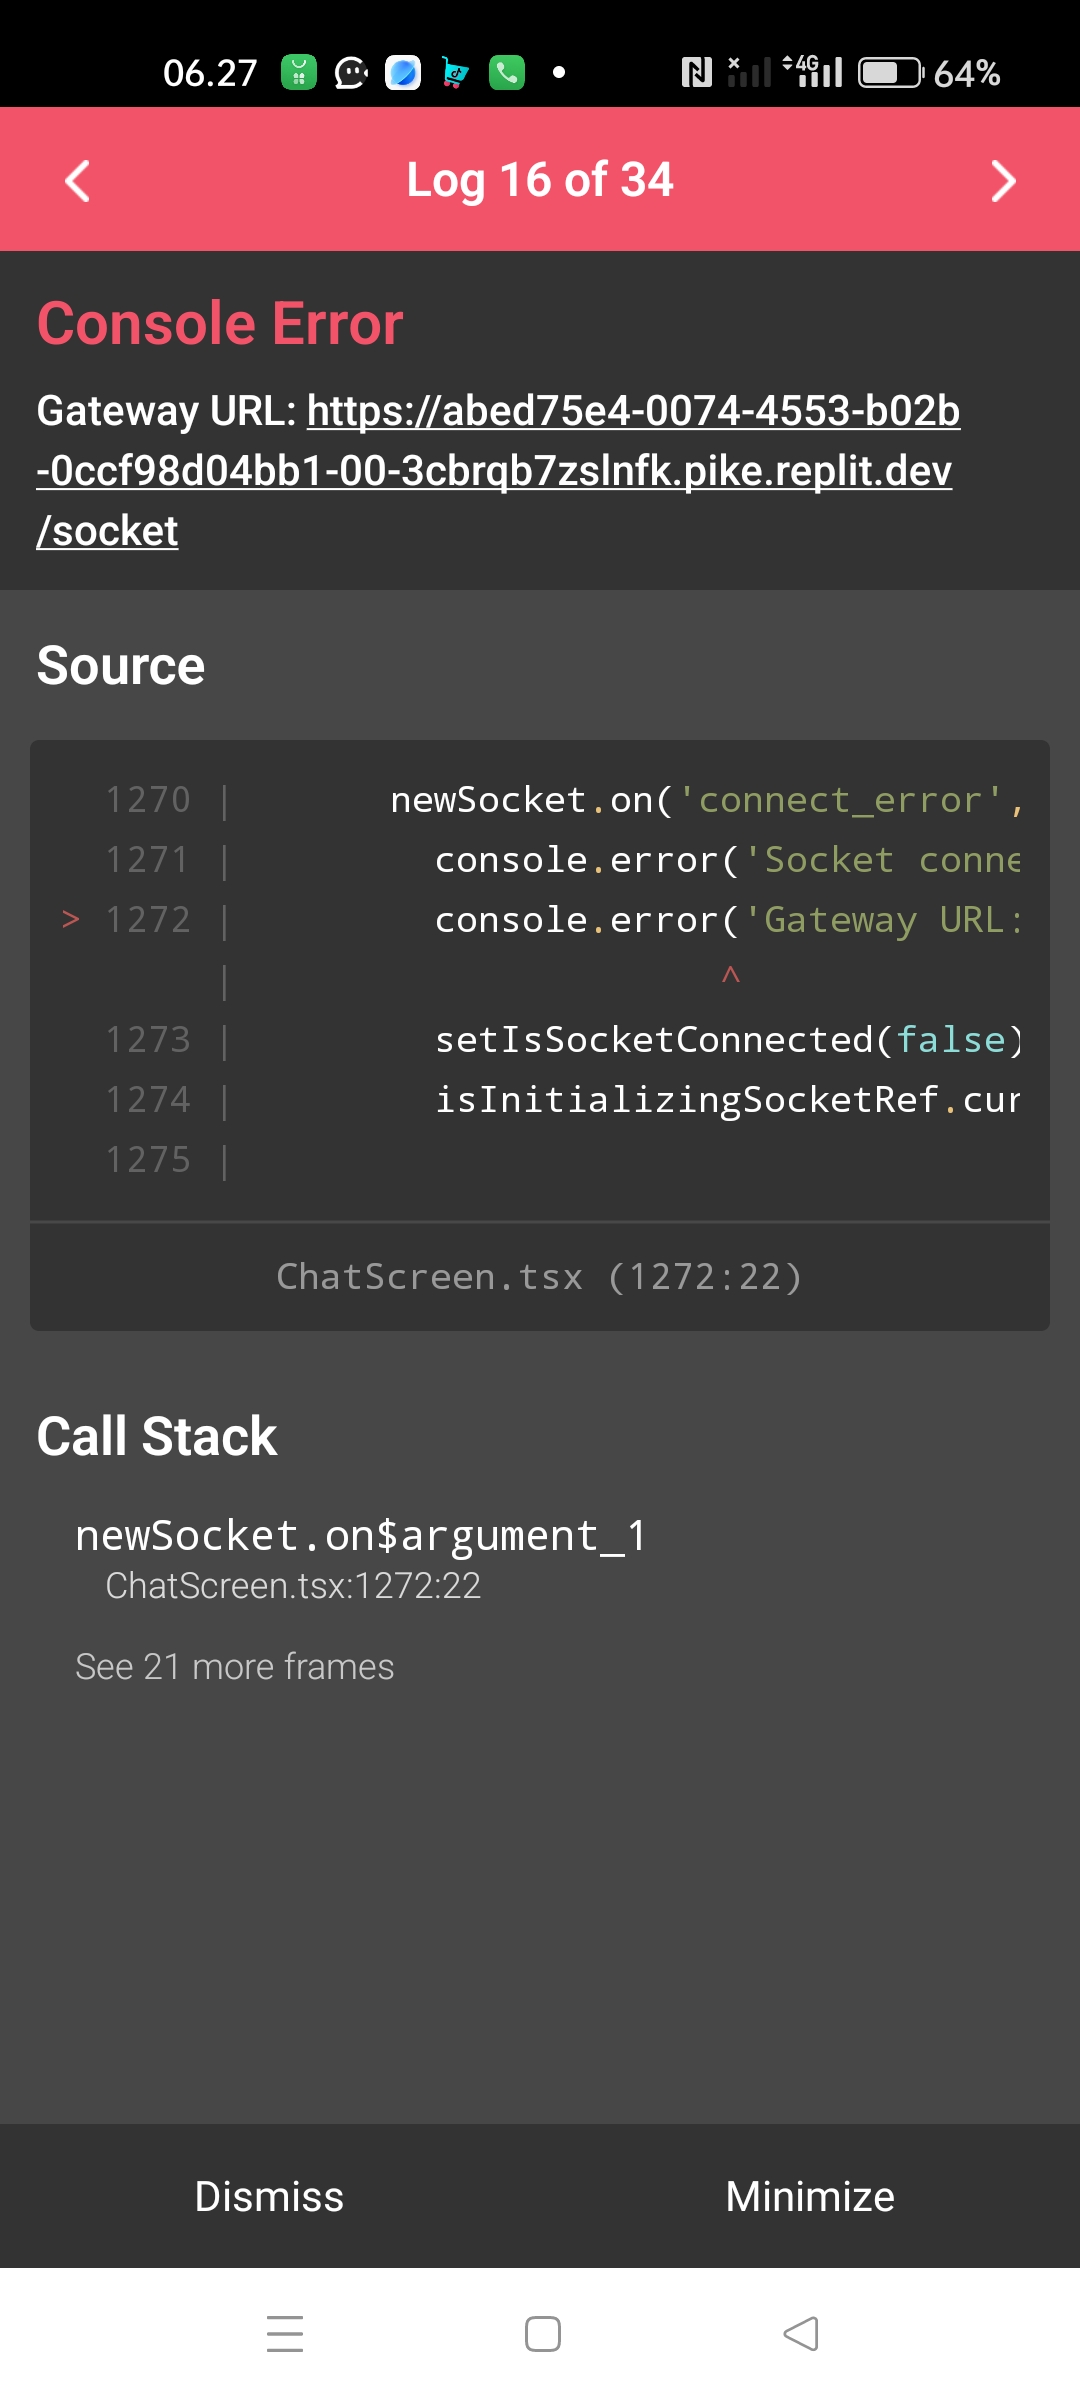 06.27 4G 64%
Log 16 of 34
Console Error
Gateway URL: https://abed75e4-0074-4553-b02b
-0ccf98d04bb1-00-3cbrqb7zslnfk.pike.replit.dev
/socket
Source
1270 | newSocket.on('connect_error',
1271 | console.error('Socket conne
> 1272 | console.error('Gateway URL:
| ^
1273 | setIsSocketConnected(false)
1274 | isInitializingSocketRef.cur
1275 |
ChatScreen.tsx (1272:22)
Call Stack
newSocket.on$argument_1
ChatScreen.tsx:1272:22
See 21 more frames
Dismiss Minimize